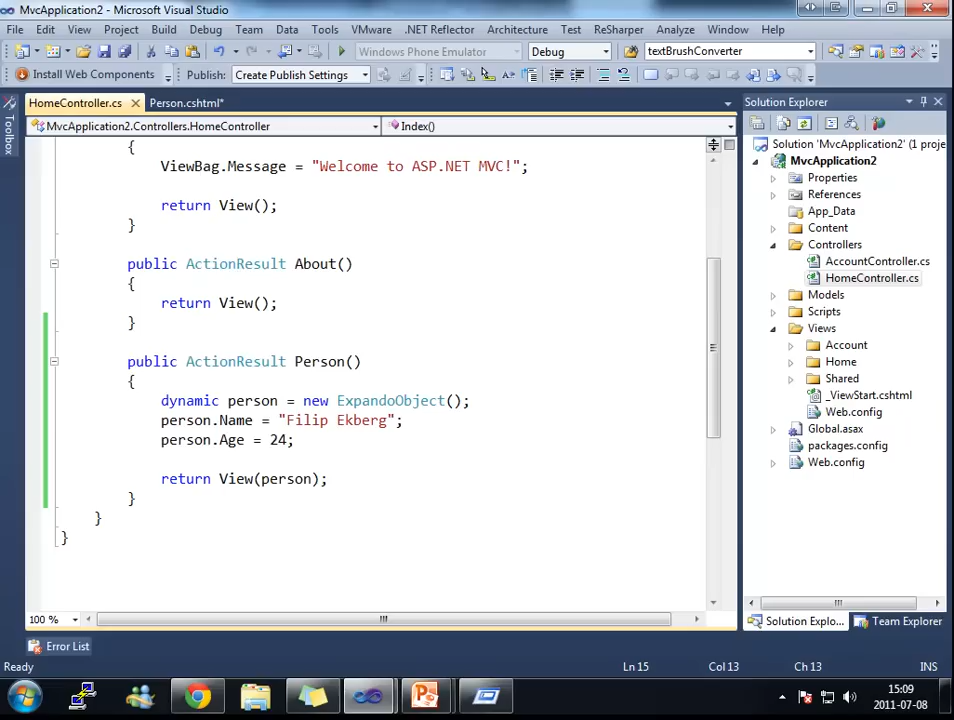 MvcApplication2 - Microsoft Visual Studio
File Edit View Project Build Debug Team Data Tools VMware .NET Reflector Architecture Test ReSharper Analyze Window Help
Windows Phone Emulator Debug textBrushConverter
Install Web Components Publish: Create Publish Settings
HomeController.cs Person.cshtml*
MvcApplication2.Controllers.HomeController Index()
Toolbox
{
ViewBag.Message = "Welcome to ASP.NET MVC!";
return View();
}
public ActionResult About()
{
return View();
}
public ActionResult Person()
{
dynamic person = new ExpandoObject();
person.Name = "Filip Ekberg";
person.Age = 24;
return View(person);
}
}
}
100 %
Solution Explorer
Solution 'MvcApplication2' (1 proje
MvcApplication2
Properties
References
App_Data
Content
Controllers
AccountController.cs
HomeController.cs
Models
Scripts
Views
Account
Home
Shared
_ViewStart.cshtml
Web.config
Global.asax
packages.config
Web.config
Solution Explo... Team Explorer
Error List
Ready Ln 15 Col 13 Ch 13 INS
15:09
2011-07-08